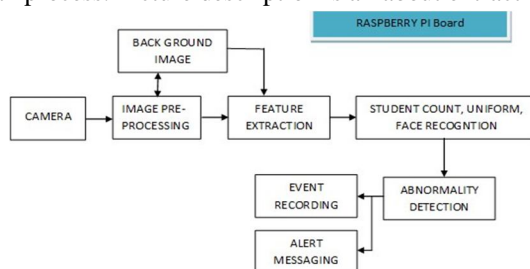 RASPBERRY PI Board
BACK GROUND
IMAGE
CAMERA
IMAGE PRE-
PROCESSING
FEATURE
EXTRACTION
STUDENT COUNT, UNIFORM,
FACE RECOGNTION
EVENT
RECORDING
ABNORMALITY
DETECTION
ALERT
MESSAGING